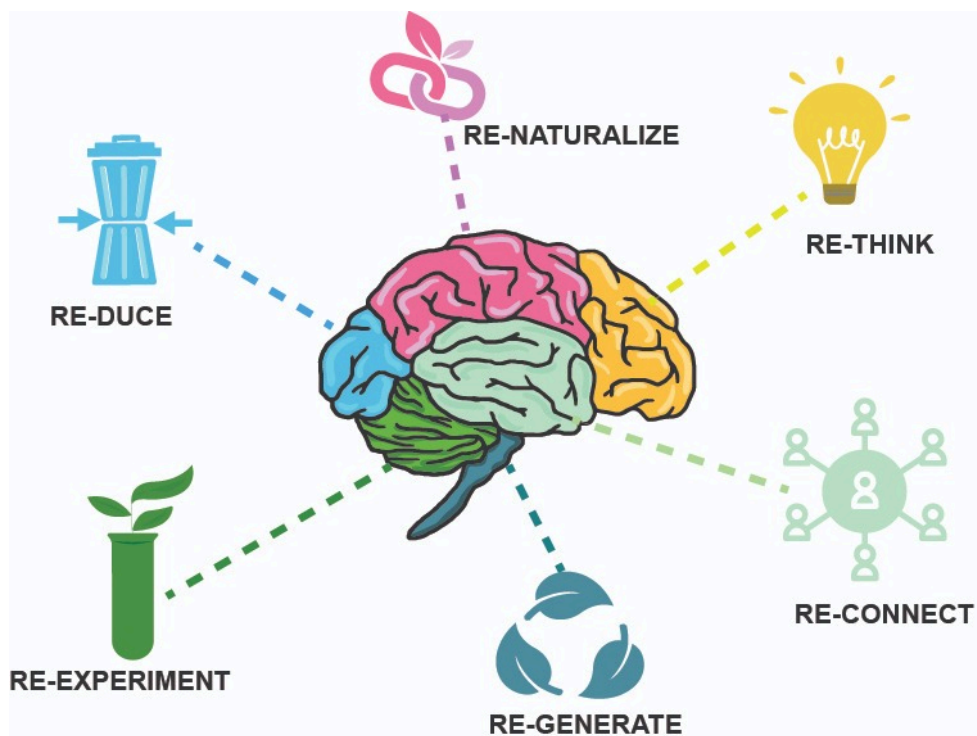 RE-NATURALIZE
RE-THINK
RE-DUCE
RE-CONNECT
RE-EXPERIMENT
RE-GENERATE